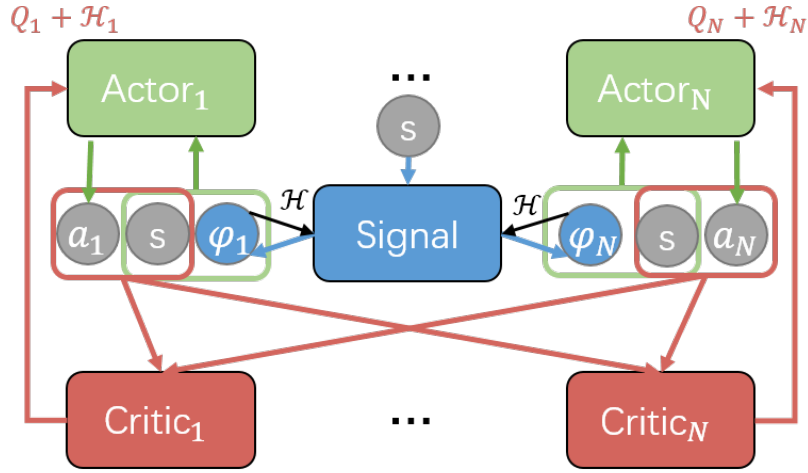 Q₁ + ℋ₁
Q_N + ℋ_N
Actor₁
...
Actor_N
s
a₁
s
φ₁
ℋ
Signal
ℋ
φ_N
s
a_N
Critic₁
...
Critic_N